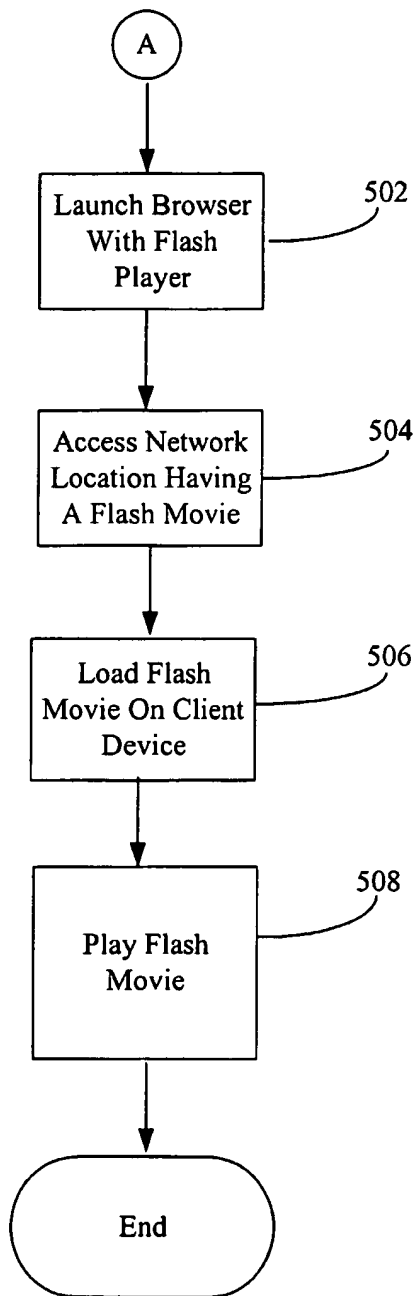 A
Launch Browser
With Flash
Player
502
Access Network
Location Having
A Flash Movie
504
Load Flash
Movie On Client
Device
506
Play Flash
Movie
508
End